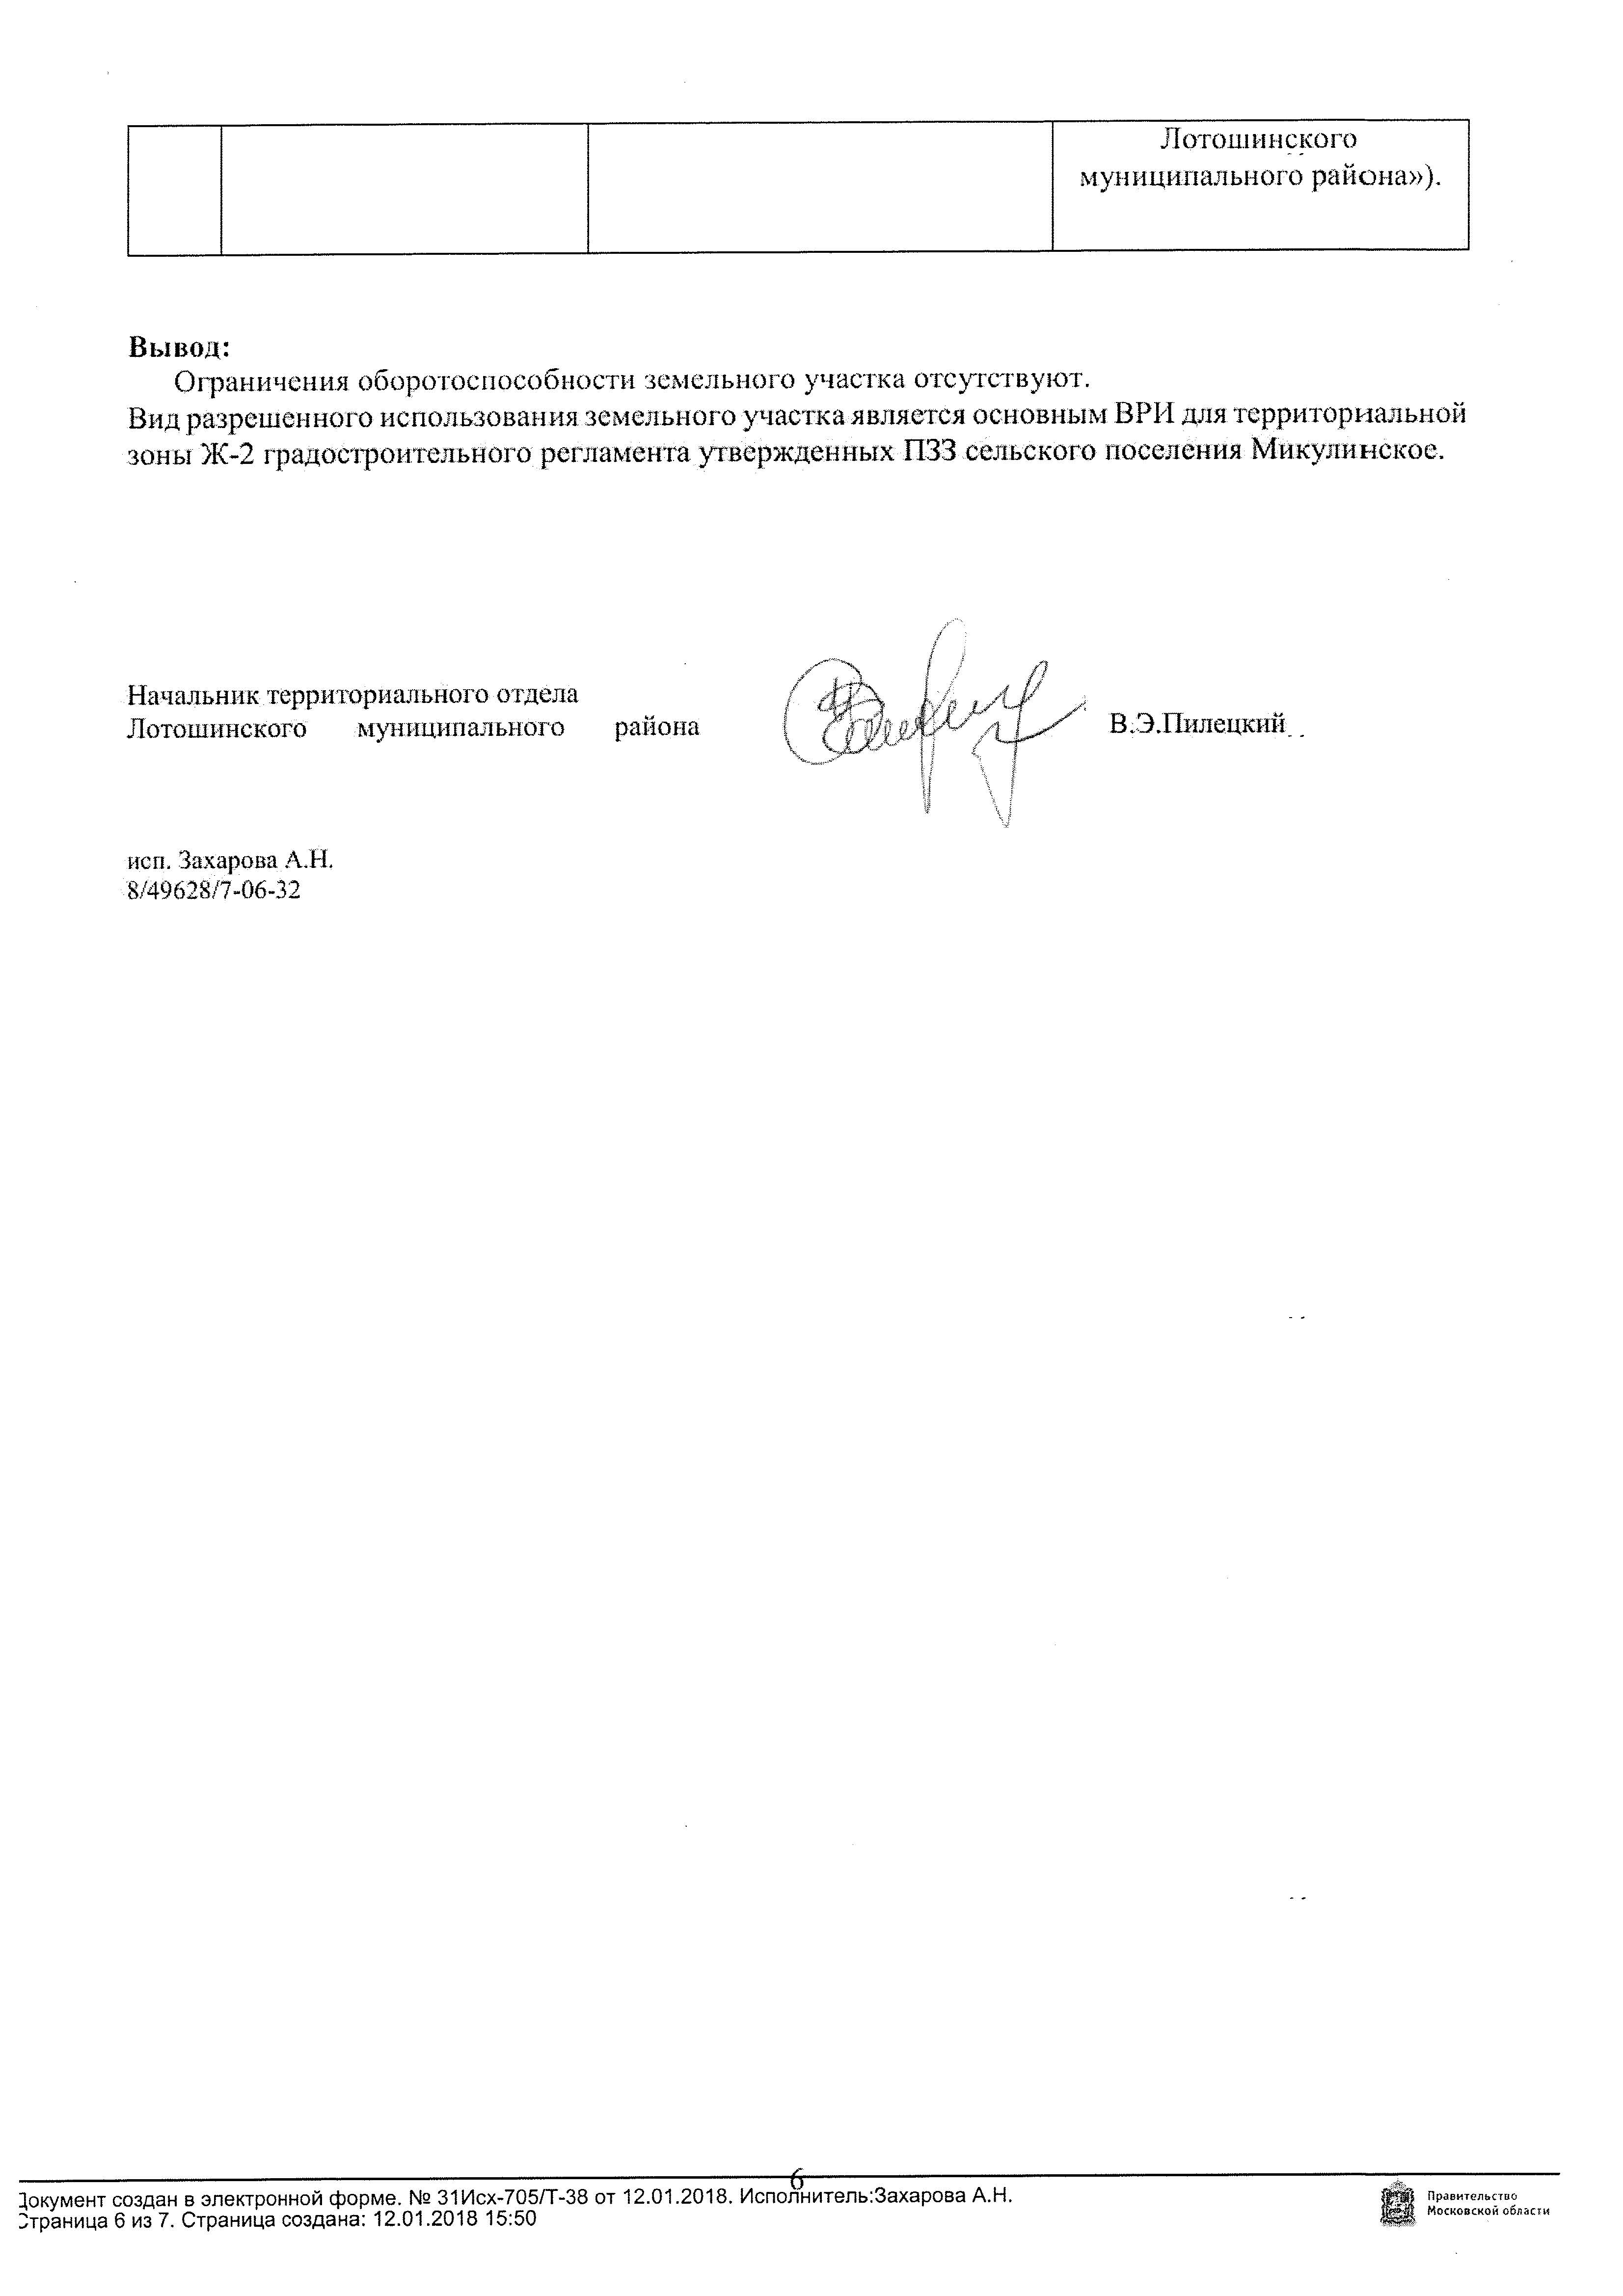 Лотошинского
муниципального района»).
Вывод:
Ограничения оборотоспособности земельного участка отсутствуют.
Вид разрешенного использования земельного участка является основным ВРИ для территориальной
зоны Ж-2 градостроительного регламента утвержденных ПЗЗ сельского поселения Микулинское.
Начальник территориального отдела
Лотошинского муниципального района
В.Э.Пилецкий
исп. Захарова А.Н.
8/49628/7-06-32
6
Документ создан в электронной форме. № 31Исх-705/Т-38 от 12.01.2018. Исполнитель:Захарова А.Н.
Страница 6 из 7. Страница создана: 12.01.2018 15:50
Правительство
Московской области